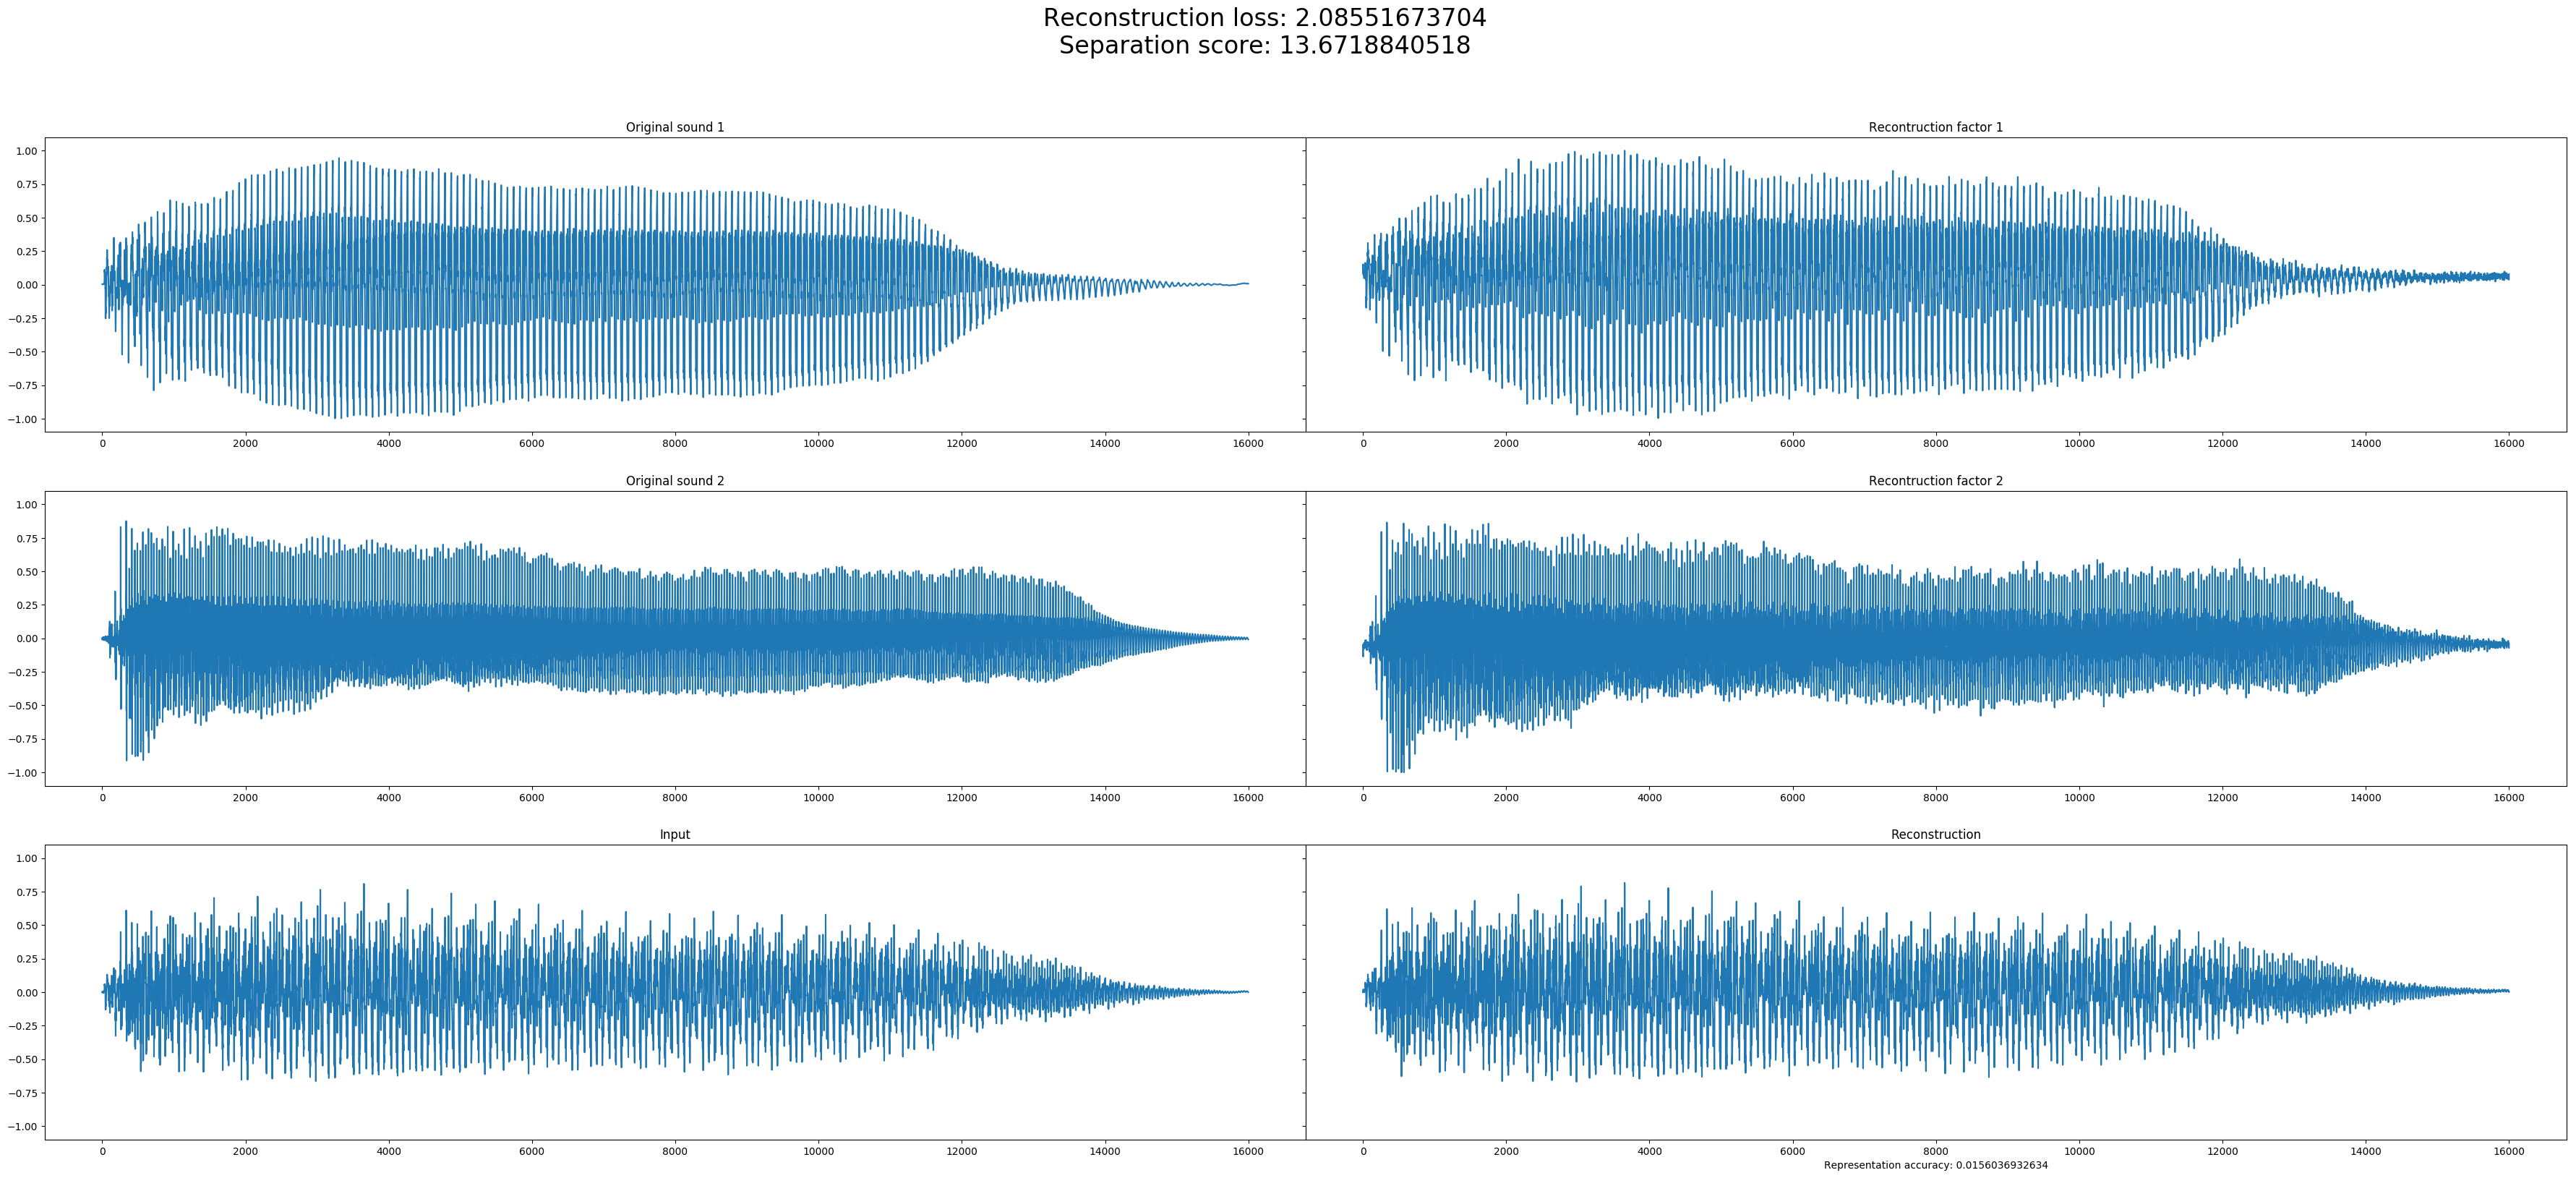 Reconstruction loss: 2.08551673704
Separation score: 13.6718840518
Original sound 1
Recontruction factor 1
1.00
0.75
0.50
0.25
0.00
−0.25
−0.50
−0.75
−1.00
0 2000 4000 6000 8000 10000 12000 14000 16000
0 2000 4000 6000 8000 10000 12000 14000 16000
Original sound 2
Reconstruction factor 2
1.00
0.75
0.50
0.25
0.00
−0.25
−0.50
−0.75
−1.00
0 2000 4000 6000 8000 10000 12000 14000 16000
0 2000 4000 6000 8000 10000 12000 14000 16000
Input
Reconstruction
1.00
0.75
0.50
0.25
0.00
−0.25
−0.50
−0.75
−1.00
0 2000 4000 6000 8000 10000 12000 14000 16000
0 2000 4000 6000 8000 10000 12000 14000 16000
Representation accuracy: 0.0156036932634